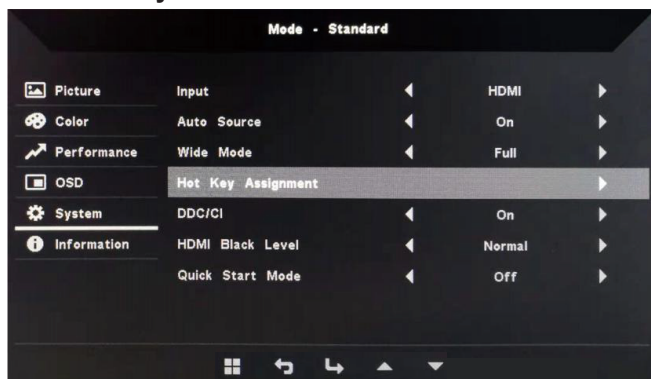 Mode - Standard
Picture Input HDMI
Color Auto Source On
Performance Wide Mode Full
OSD Hot Key Assignment
System DDC/CI On
Information HDMI Black Level Normal
Quick Start Mode Off